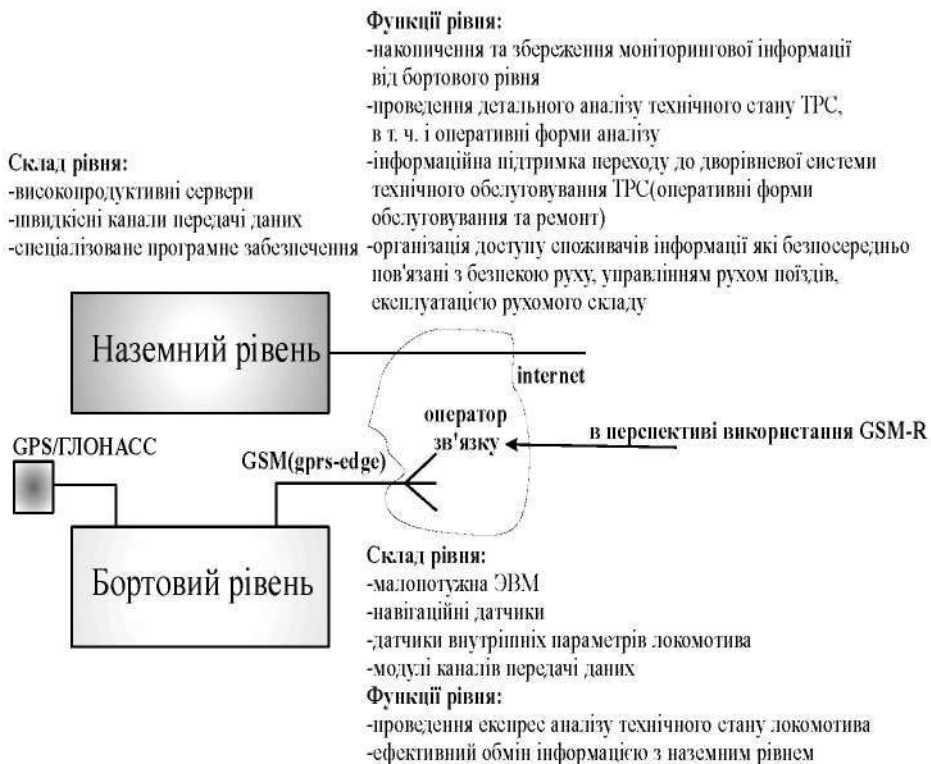 Функції рівня:
-накопичення та збереження моніторингової інформації
від бортового рівня
-проведення детального аналізу технічного стану ТРС,
в т. ч. і оперативні форми аналізу
-інформаційна підтримка переходу до дворівневої системи
технічного обслуговування ТРС(оперативні форми
обслуговування та ремонт)
-організація доступу споживачів інформації які безпосередньо
пов'язані з безпекою руху, управлінням рухом поїздів,
експлуатацією рухомого складу
Склад рівня:
-високопродуктивні сервери
-швидкісні канали передачі даних
-спеціалізоване програмне забезпечення
Наземний рівень
internet
оператор
зв'язку
в перспективі використання GSM-R
GPS/ГЛОНАСС
GSM(gprs-edge)
Бортовий рівень
Склад рівня:
-малопотужна ЭВМ
-навігаційні датчики
-датчики внутрішніх параметрів локомотива
-модулі каналів передачі даних
Функції рівня:
-проведення експрес аналізу технічного стану локомотива
-ефективний обмін інформацією з наземним рівнем